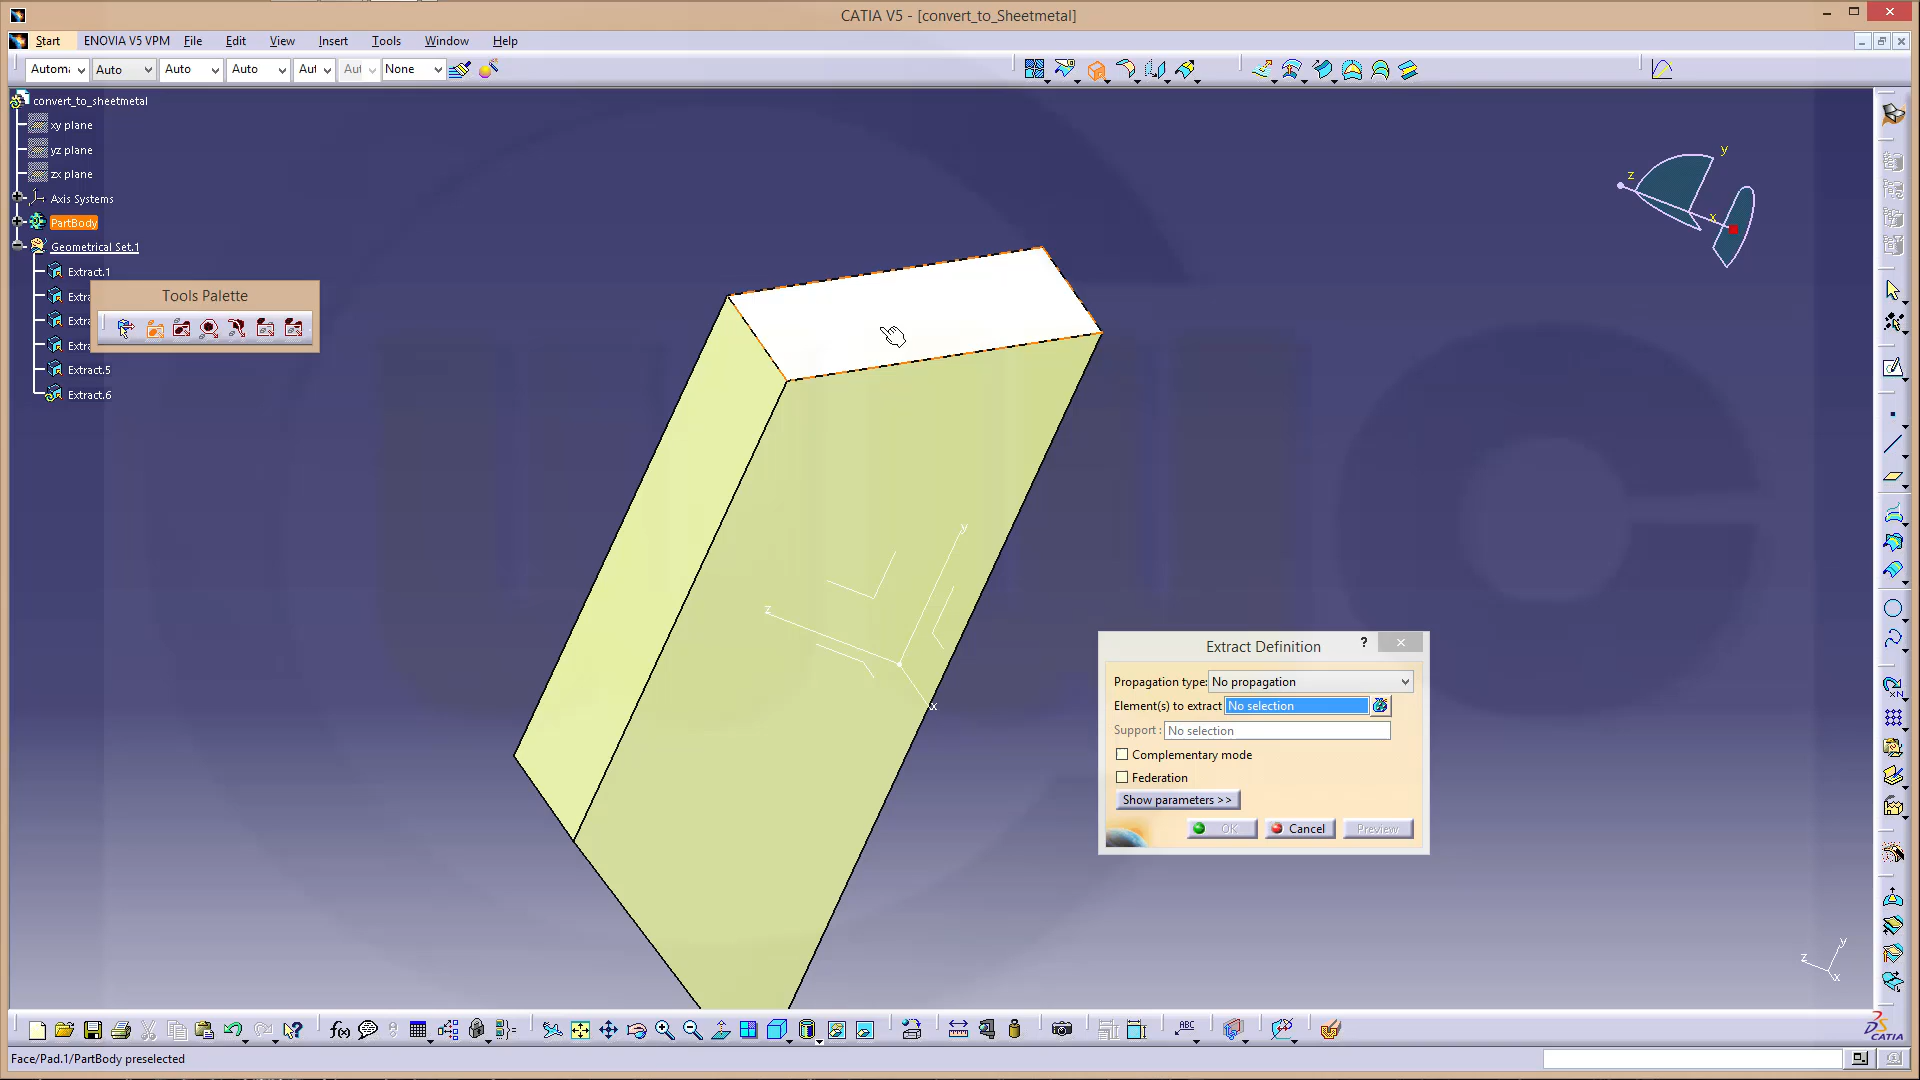 CATIA V5 - [convert_to_Sheetmetal]
Start ENOVIA V5 VPM File Edit View Insert Tools Window Help
Auto Auto Auto None
convert_to_sheetmetal
xy plane
yz plane
zx plane
Axis Systems
PartBody
Geometrical Set.1
Extract.1
Tools Palette
Extract.5
Extract.6
y
z
x
y
z
x
Extract Definition ?
Propagation type: No propagation
Element(s) to extract No selection
Support : No selection
Complementary mode
Federation
Show parameters >>
OK Cancel Preview
y
z
x
f(x)
ABC
CATIA
Face/Pad.1/PartBody preselected